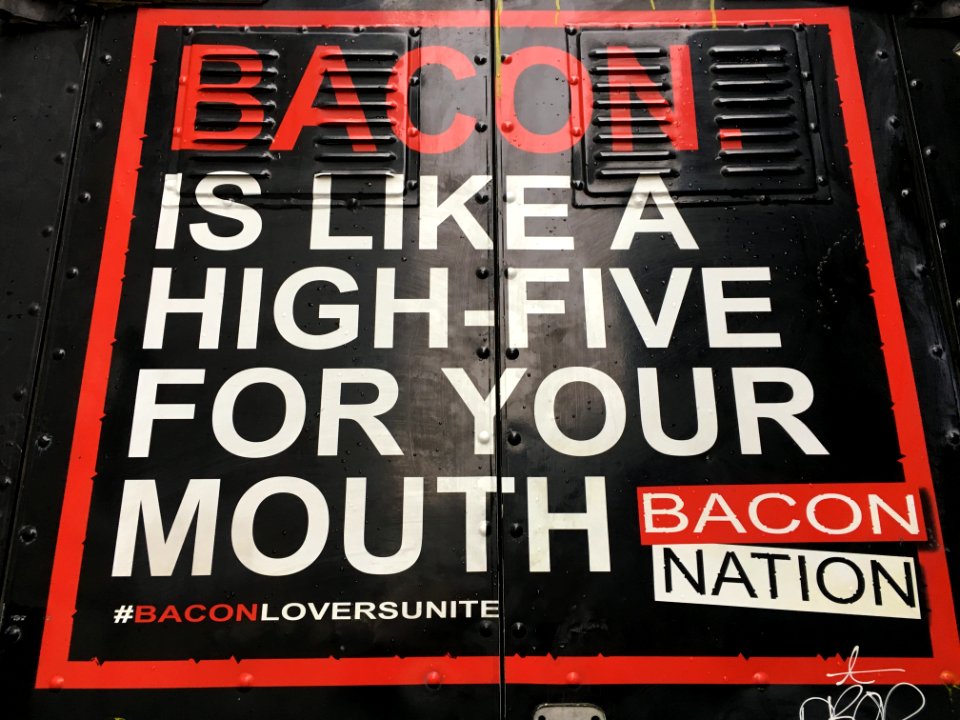 BACON.
IS LIKE A
HIGH-FIVE
FOR YOUR
MOUTH
BACON
NATION
#BACONLOVERSUNITE